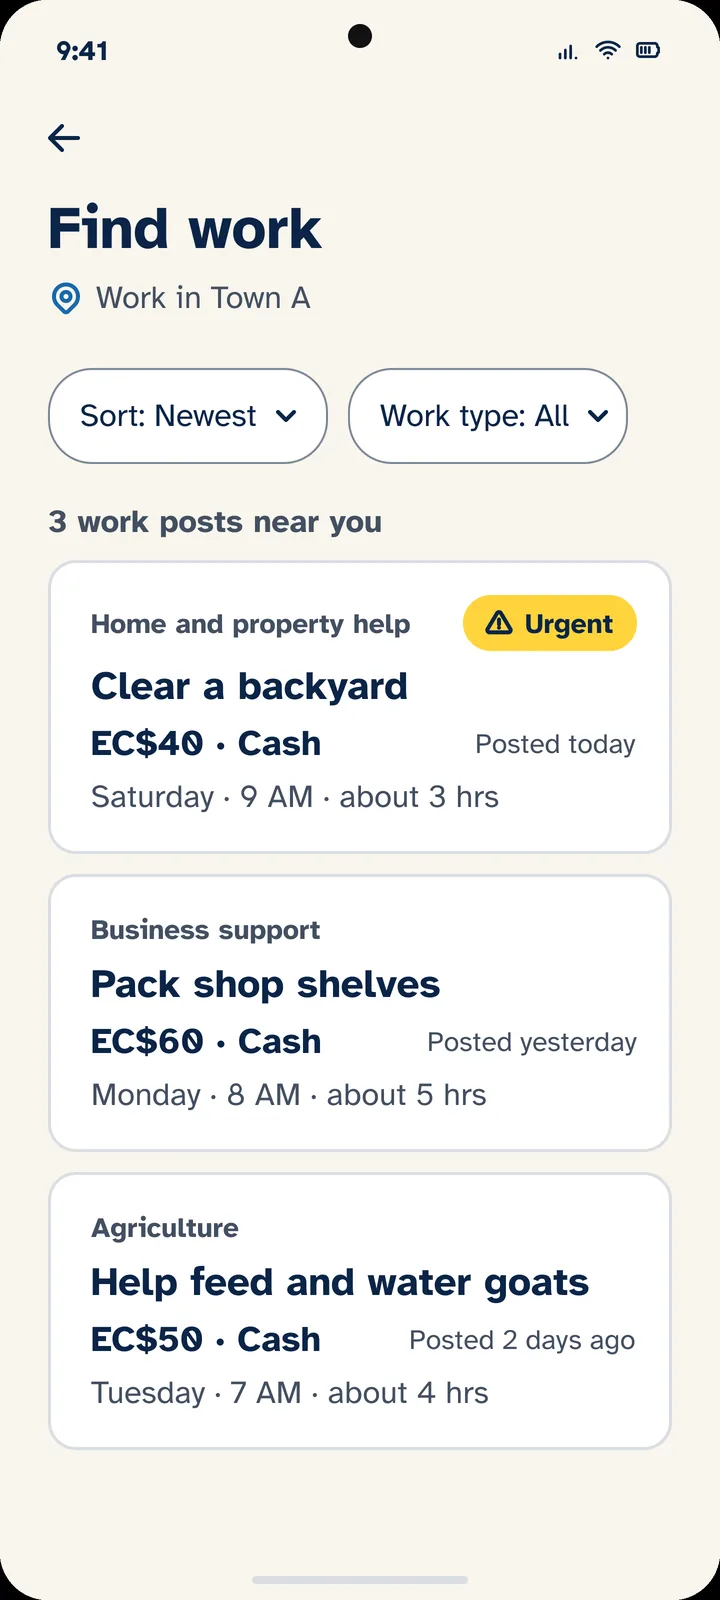 9:41
Find work
Work in Town A
Sort: Newest
Work type: All
3 work posts near you
Home and property help
Urgent
Clear a backyard
EC$40 · Cash
Posted today
Saturday · 9 AM · about 3 hrs
Business support
Pack shop shelves
EC$60 · Cash
Posted yesterday
Monday · 8 AM · about 5 hrs
Agriculture
Help feed and water goats
EC$50 · Cash
Posted 2 days ago
Tuesday · 7 AM · about 4 hrs